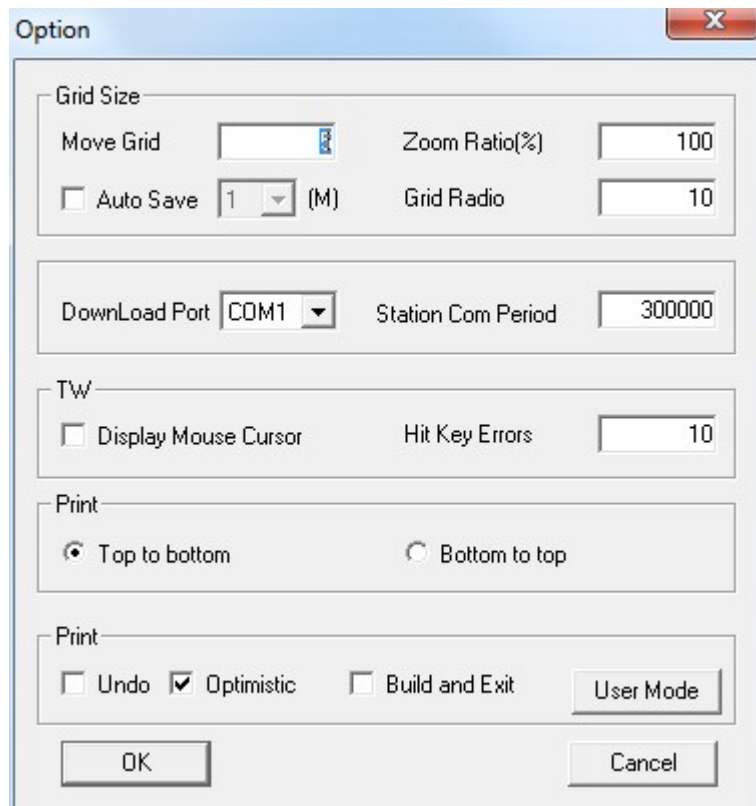 Option
Grid Size
Move Grid Zoom Ratio(%) 100
Auto Save 1 (M) Grid Radio 10
DownLoad Port COM1 Station Com Period 300000
TW
Display Mouse Cursor Hit Key Errors 10
Print
Top to bottom Bottom to top
Print
Undo Optimistic Build and Exit User Mode
OK Cancel